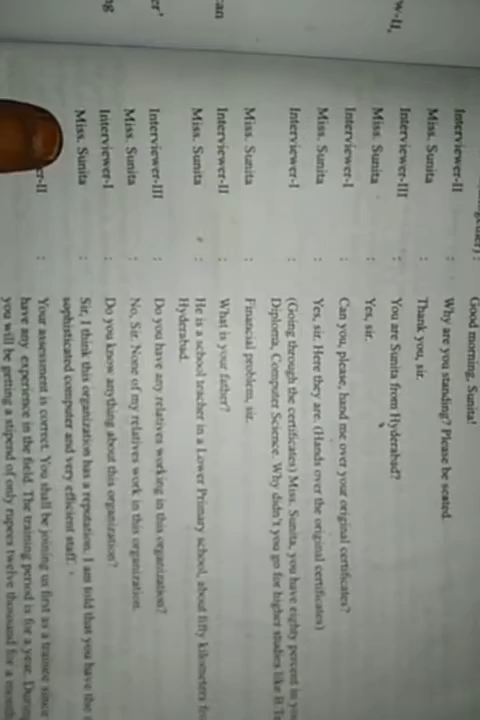 Good morning, Sunita!
Interviewer-II : Why are you standing? Please be seated.
Miss. Sunita : Thank you, sir.
Interviewer-III : You are Sunita from Hyderabad?
Miss. Sunita : Yes, sir.
Interviewer-I : Can you, please, hand me over your original certificates?
Miss. Sunita : Yes, sir. Here they are. (Hands over the original certificates)
Interviewer-I : (Going through the certificates) Miss. Sunita, you have eighty percent in
Diploma, Computer Science. Why didn't you go for higher studies like B.
Miss. Sunita : Financial problem, sir.
Interviewer-II : What is your father?
Miss. Sunita : He is a school teacher in a Lower Primary school, about fifty kilometers
Hyderabad.
Interviewer-III : Do you have any relatives working in this organization?
Miss. Sunita : No, Sir. None of my relatives work in this organization.
Interviewer-I : Do you know anything about this organization?
Miss. Sunita : Sir, I think this organization has a reputation. I am told that you have the
sophisticated computer and very efficient staff.
er-II : Your assessment is correct. You shall be joining us first as a trainee since
have any experience in the field. The training period is for a year.
you will be getting a stipend of only rupees twelve thousand for a month
w-II,
can
er'
ng